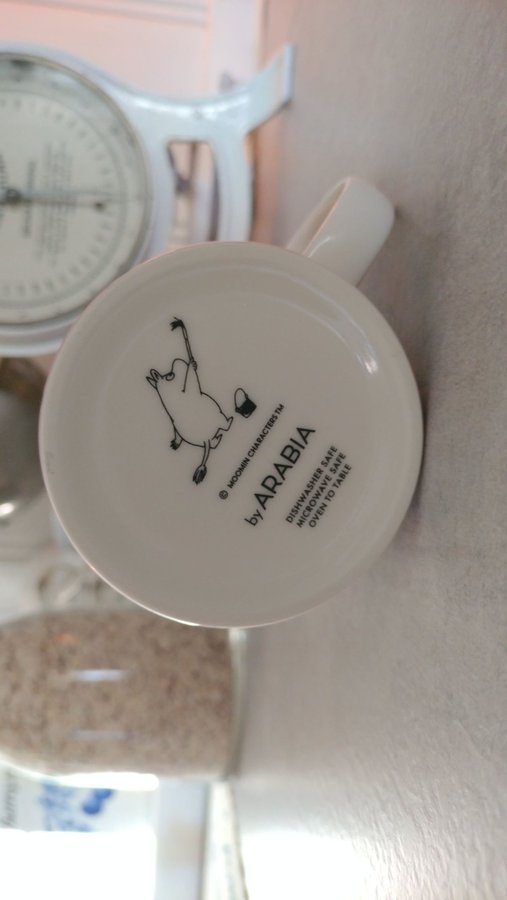 © MOOMIN CHARACTERS TM
by ARABIA
DISHWASHER SAFE
MICROWAVE SAFE
OVEN TO TABLE